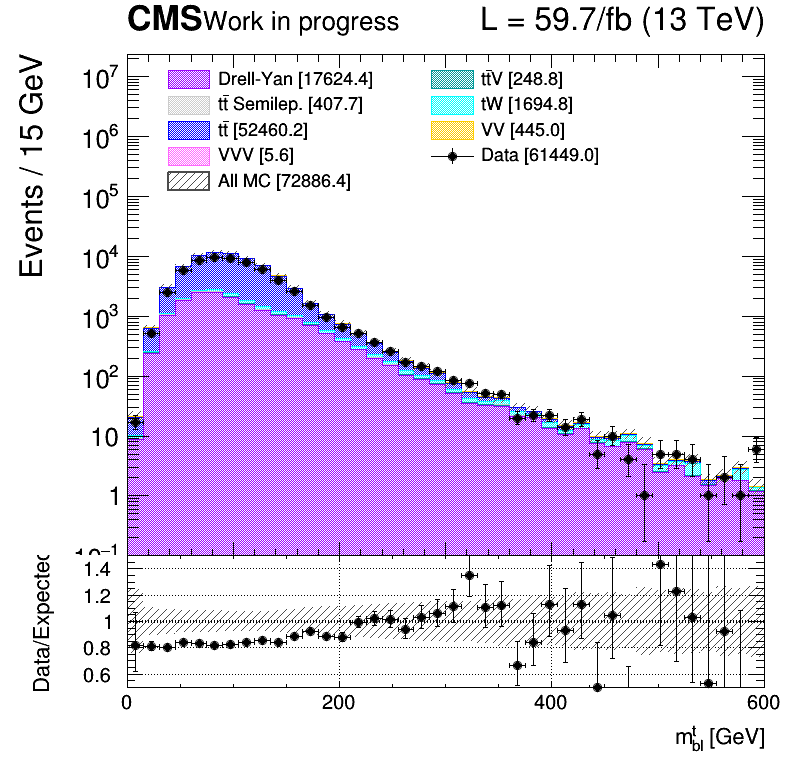 CMS Work in progress L = 59.7/fb (13 TeV)
Events / 15 GeV
10⁷
10⁶
10⁵
10⁴
10³
10²
10
1
10⁻¹
Drell-Yan [17624.4]
tt̄ Semilep. [407.7]
tt̄ [52460.2]
VVV [5.6]
All MC [72886.4]
tt̄V [248.8]
tW [1694.8]
VV [445.0]
Data [61449.0]
Data/Expected
1.4
1.2
1
0.8
0.6
0 200 400 600
m^t_bl [GeV]